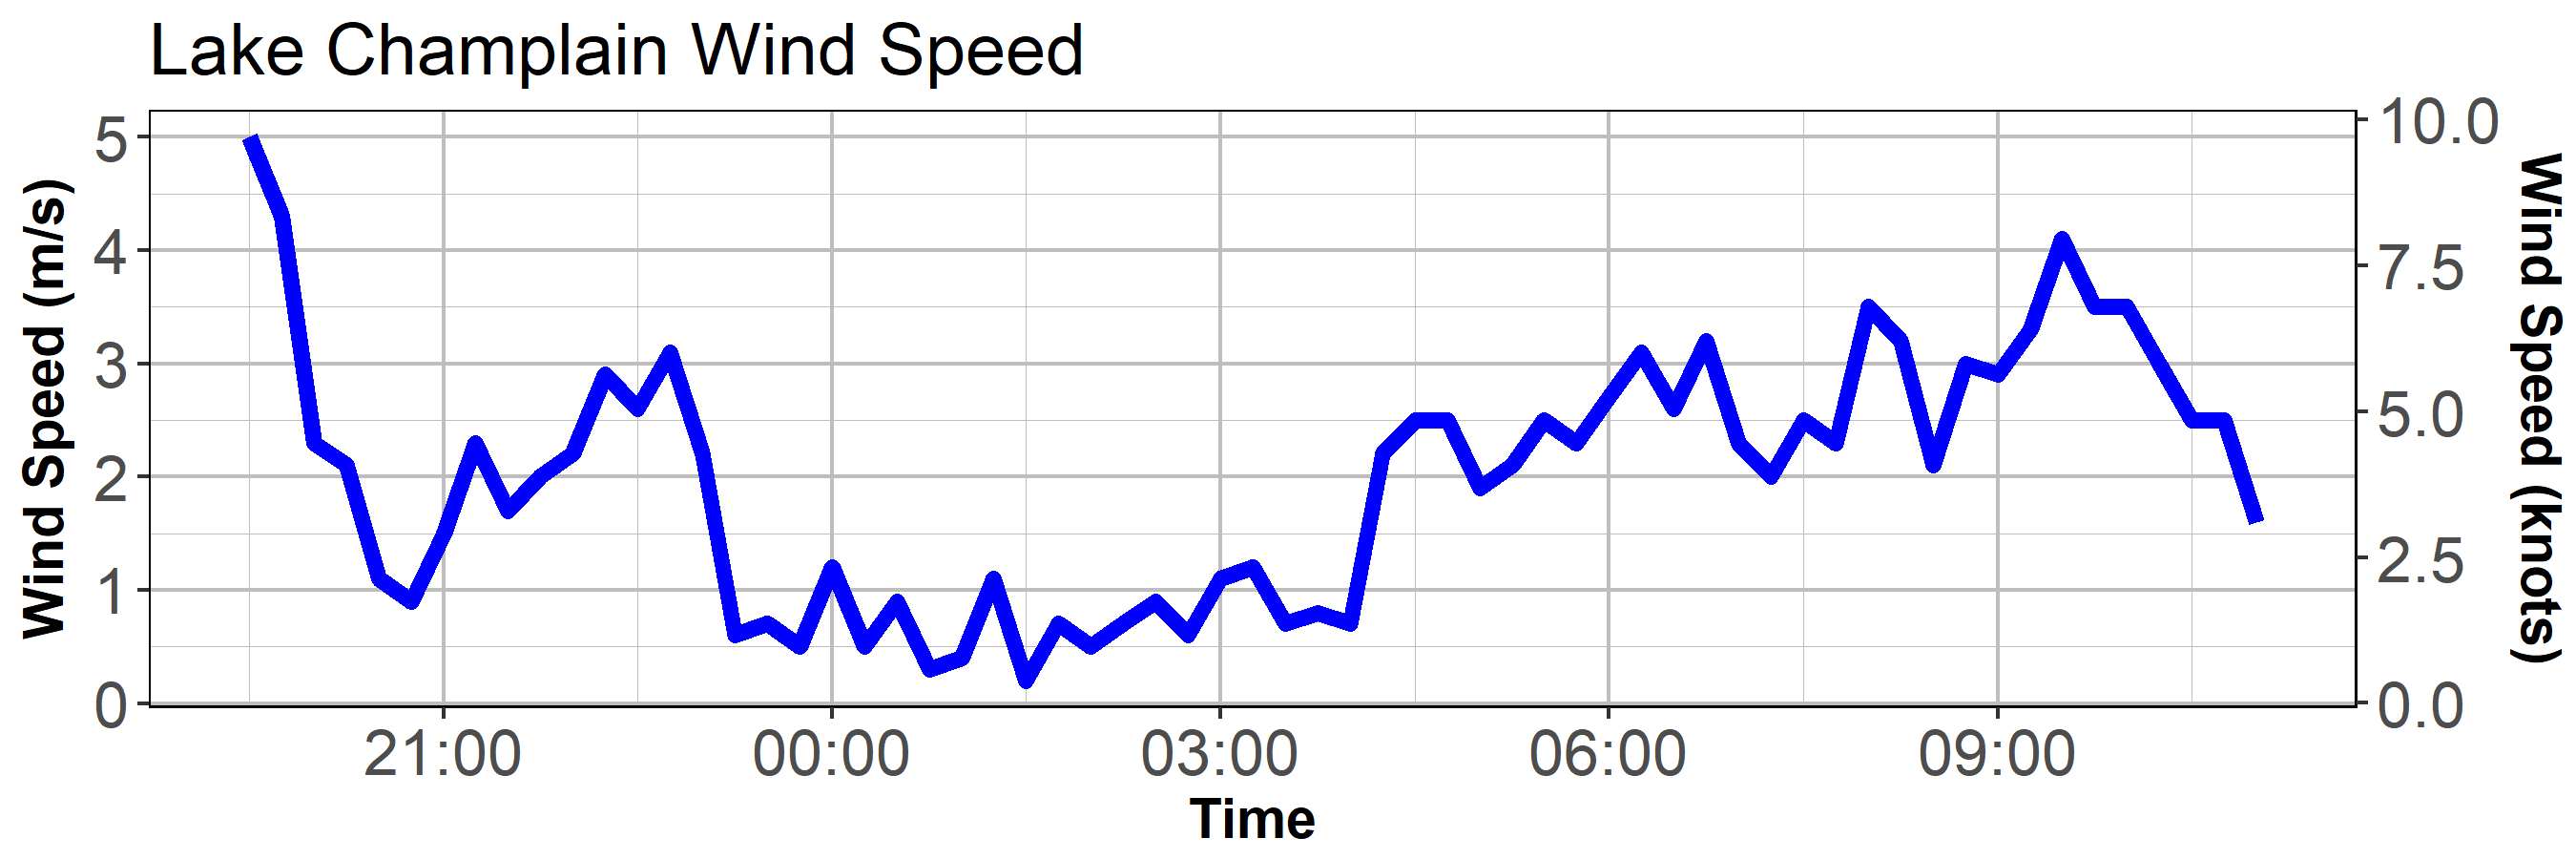 Lake Champlain Wind Speed
Wind Speed (m/s)
5
4
3
2
1
0
10.0
7.5
5.0
2.5
0.0
Wind Speed (knots)
21:00 00:00 03:00 06:00 09:00
Time